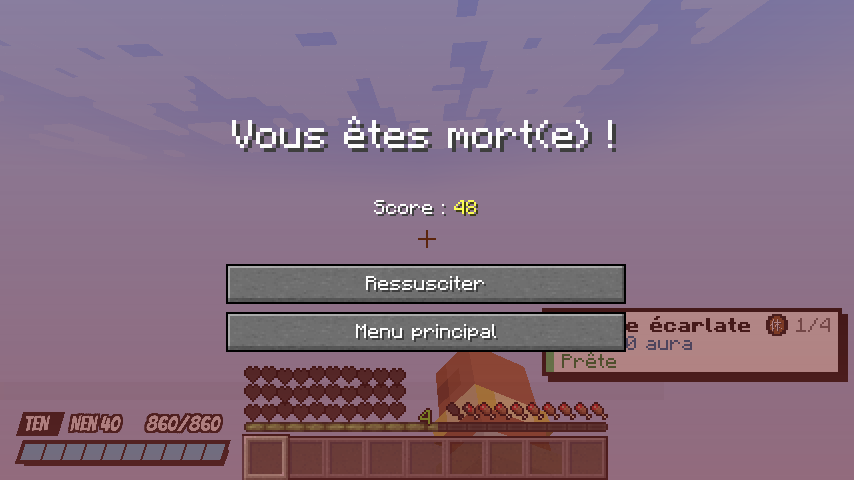 Vous êtes mort(e) !
Score : 48
Ressusciter
Menu principal
écarlate 休 1/4
aura
Prête
4
TEN NEN 40 860/860